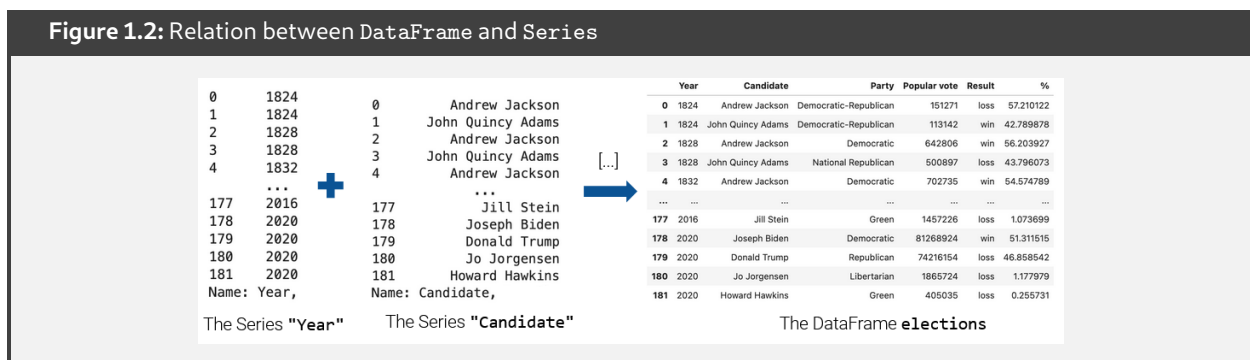 Figure 1.2: Relation between DataFrame and Series
0 1824
1 1824
2 1828
3 1828
4 1832
...
177 2016
178 2020
179 2020
180 2020
181 2020
Name: Year,
The Series "Year"
0 Andrew Jackson
1 John Quincy Adams
2 Andrew Jackson
3 John Quincy Adams
4 Andrew Jackson
...
177 Jill Stein
178 Joseph Biden
179 Donald Trump
180 Jo Jorgensen
181 Howard Hawkins
Name: Candidate,
The Series "Candidate"
[...]
Year Candidate Party Popular vote Result %
0 1824 Andrew Jackson Democratic-Republican 151271 loss 57.210122
1 1824 John Quincy Adams Democratic-Republican 113142 win 42.789878
2 1828 Andrew Jackson Democratic 642806 win 56.203927
3 1828 John Quincy Adams National Republican 500897 loss 43.796073
4 1832 Andrew Jackson Democratic 702735 win 54.574789
... ... ... ... ... ... ...
177 2016 Jill Stein Green 1457226 loss 1.073699
178 2020 Joseph Biden Democratic 81268924 win 51.311515
179 2020 Donald Trump Republican 74216154 loss 46.858542
180 2020 Jo Jorgensen Libertarian 1865724 loss 1.177979
181 2020 Howard Hawkins Green 405035 loss 0.255731
The DataFrame elections